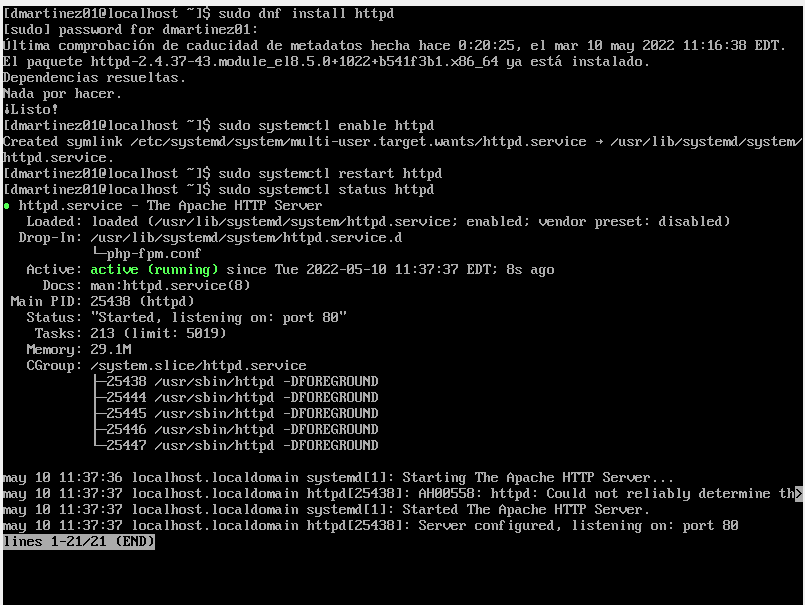 [dmartinez01@localhost ~]$ sudo dnf install httpd
[sudo] password for dmartinez01:
Última comprobación de caducidad de metadatos hecha hace 0:20:25, el mar 10 may 2022 11:16:38 EDT.
El paquete httpd-2.4.37-43.module_el8.5.0+1022+b541f3b1.x86_64 ya está instalado.
Dependencias resueltas.
Nada por hacer.
¡Listo!
[dmartinez01@localhost ~]$ sudo systemctl enable httpd
Created symlink /etc/systemd/system/multi-user.target.wants/httpd.service → /usr/lib/systemd/system/
httpd.service.
[dmartinez01@localhost ~]$ sudo systemctl restart httpd
[dmartinez01@localhost ~]$ sudo systemctl status httpd
● httpd.service - The Apache HTTP Server
Loaded: loaded (/usr/lib/systemd/system/httpd.service; enabled; vendor preset: disabled)
Drop-In: /usr/lib/systemd/system/httpd.service.d
└─php-fpm.conf
Active: active (running) since Tue 2022-05-10 11:37:37 EDT; 8s ago
Docs: man:httpd.service(8)
Main PID: 25438 (httpd)
Status: "Started, listening on: port 80"
Tasks: 213 (limit: 5019)
Memory: 29.1M
CGroup: /system.slice/httpd.service
├─25438 /usr/sbin/httpd -DFOREGROUND
├─25444 /usr/sbin/httpd -DFOREGROUND
├─25445 /usr/sbin/httpd -DFOREGROUND
├─25446 /usr/sbin/httpd -DFOREGROUND
└─25447 /usr/sbin/httpd -DFOREGROUND
may 10 11:37:36 localhost.localdomain systemd[1]: Starting The Apache HTTP Server...
may 10 11:37:37 localhost.localdomain httpd[25438]: AH00558: httpd: Could not reliably determine th>
may 10 11:37:37 localhost.localdomain systemd[1]: Started The Apache HTTP Server.
may 10 11:37:37 localhost.localdomain httpd[25438]: Server configured, listening on: port 80
lines 1-21/21 (END)